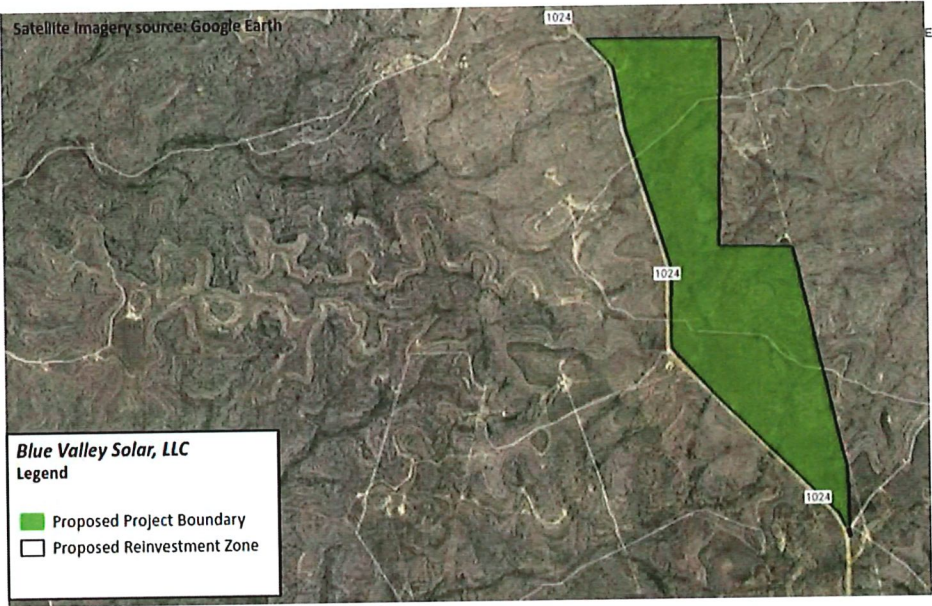 Satellite Imagery source: Google Earth
1024
E
1024
1024
Blue Valley Solar, LLC
Legend
Proposed Project Boundary
Proposed Reinvestment Zone